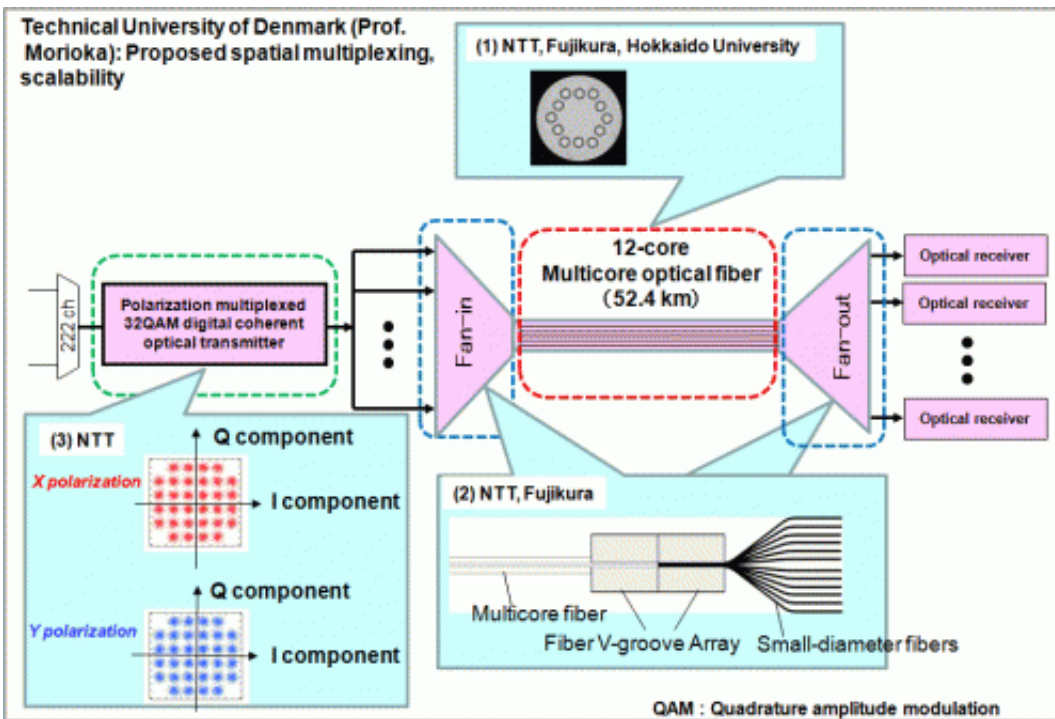 Technical University of Denmark (Prof.
Morioka): Proposed spatial multiplexing,
scalability
(1) NTT, Fujikura, Hokkaido University
222 ch
Polarization multiplexed
32QAM digital coherent
optical transmitter
Fan-in
12-core
Multicore optical fiber
(52.4 km)
Fan-out
Optical receiver
Optical receiver
Optical receiver
(3) NTT
Q component
X polarization
I component
Q component
Y polarization
I component
(2) NTT, Fujikura
Multicore fiber
Fiber V-groove Array
Small-diameter fibers
QAM : Quadrature amplitude modulation